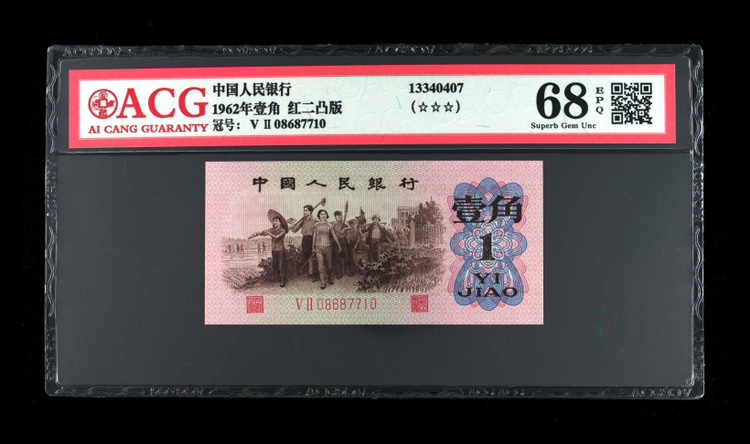 ACG
AI CANG GUARANTY
中国人民银行
1962年壹角 红二凸版
冠号: V II 08687710
13340407
(☆☆☆)
68
EPQ
Superb Gem Unc
中國人民銀行
壹角
1
YI
JIAO
V II 08687710